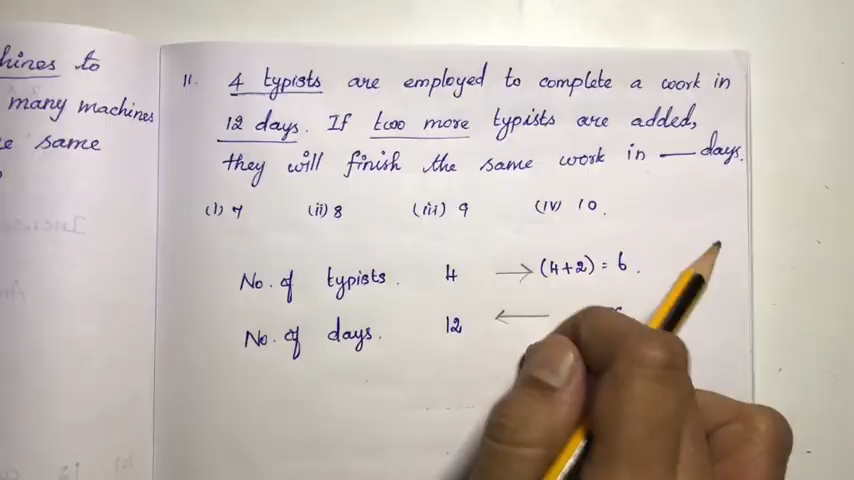 hines to
many machines
same
11. 4 typists are employed to complete a work in
12 days. If two more typists are added,
they will finish the same work in — days.
(i) 7 (ii) 8 (iii) 9 (iv) 10.
No. of typists. 4 → (4+2) = 6.
No. of days. 12 ←